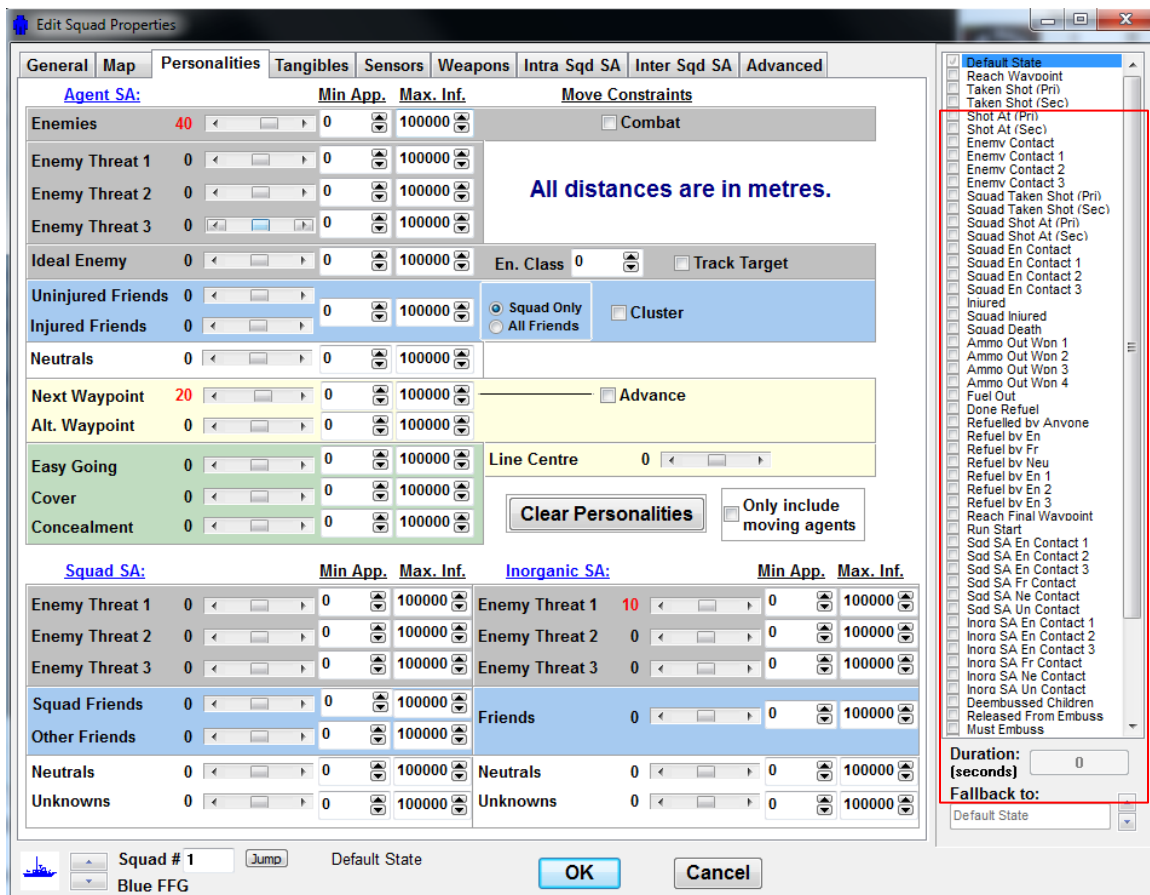 Edit Squad Properties
General Map Personalities Tangibles Sensors Weapons Intra Sqd SA Inter Sqd SA Advanced
Agent SA: Min App. Max. Inf. Move Constraints
Enemies 40 0 100000 Combat
Enemy Threat 1 0 0 100000
All distances are in metres.
Enemy Threat 2 0 0 100000
Enemy Threat 3 0 0 100000
Ideal Enemy 0 0 100000 En. Class 0 Track Target
Uninjured Friends 0
0 100000 Squad Only Cluster
Injured Friends 0 All Friends
Neutrals 0 0 100000
Next Waypoint 20 0 100000 Advance
Alt. Waypoint 0 0 100000
Easy Going 0 0 100000 Line Centre 0
Cover 0 0 100000
Concealment 0 0 100000
Clear Personalities
Only include
moving agents
Squad SA: Min App. Max. Inf.
Enemy Threat 1 0 0 100000
Enemy Threat 2 0 0 100000
Enemy Threat 3 0 0 100000
Squad Friends 0 0 100000
Other Friends 0 0 100000
Neutrals 0 0 100000
Unknowns 0 0 100000
Inorganic SA: Min App. Max. Inf.
Enemy Threat 1 10 0 100000
Enemy Threat 2 0 0 100000
Enemy Threat 3 0 0 100000
Friends 0 0 100000
Neutrals 0 0 100000
Unknowns 0 0 100000
Default State
Reach Waypoint
Taken Shot (Pri)
Taken Shot (Sec)
Shot At (Pri)
Shot At (Sec)
Enemy Contact
Enemy Contact 1
Enemy Contact 2
Enemy Contact 3
Squad Taken Shot (Pri)
Squad Taken Shot (Sec)
Squad Shot At (Pri)
Squad Shot At (Sec)
Squad En Contact
Squad En Contact 1
Squad En Contact 2
Squad En Contact 3
Injured
Squad Injured
Squad Death
Ammo Out Wpn 1
Ammo Out Wpn 2
Ammo Out Wpn 3
Ammo Out Wpn 4
Fuel Out
Done Refuel
Refuelled by Anyone
Refuel by En
Refuel by Fr
Refuel by Neu
Refuel by En 1
Refuel by En 2
Refuel by En 3
Reach Final Waypoint
Run Start
Sqd SA En Contact 1
Sqd SA En Contact 2
Sqd SA En Contact 3
Sqd SA Fr Contact
Sqd SA Ne Contact
Sqd SA Un Contact
Inorg SA En Contact 1
Inorg SA En Contact 2
Inorg SA En Contact 3
Inorg SA Fr Contact
Inorg SA Ne Contact
Inorg SA Un Contact
Deembussed Children
Released From Embuss
Must Embuss
Duration:
(seconds) 0
Fallback to:
Default State
Squad # 1 Jump Default State
Blue FFG
OK Cancel